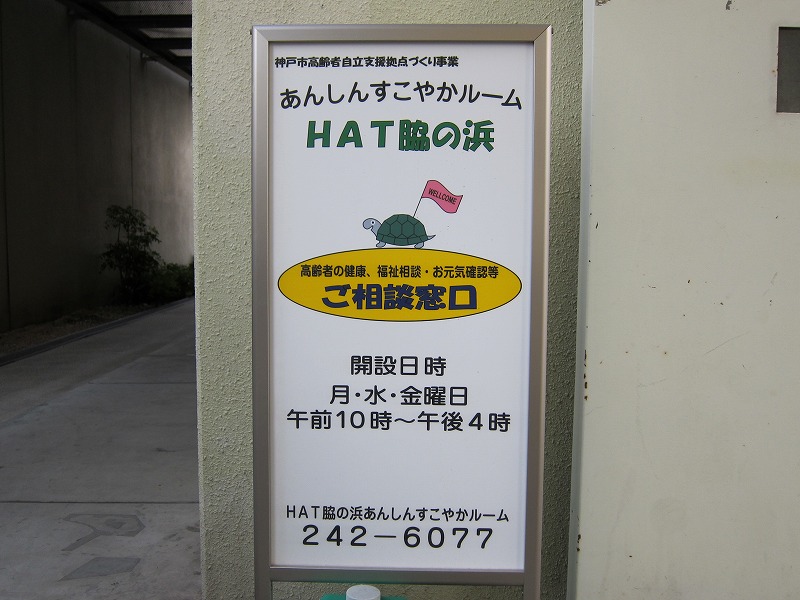 神戸市高齢者自立支援拠点づくり事業
あんしんすこやかルーム
HAT脇の浜
WELLCOME
高齢者の健康、福祉相談・お元気確認等
ご相談窓口
開設日時
月・水・金曜日
午前10時～午後4時
HAT脇の浜あんしんすこやかルーム
242－6077